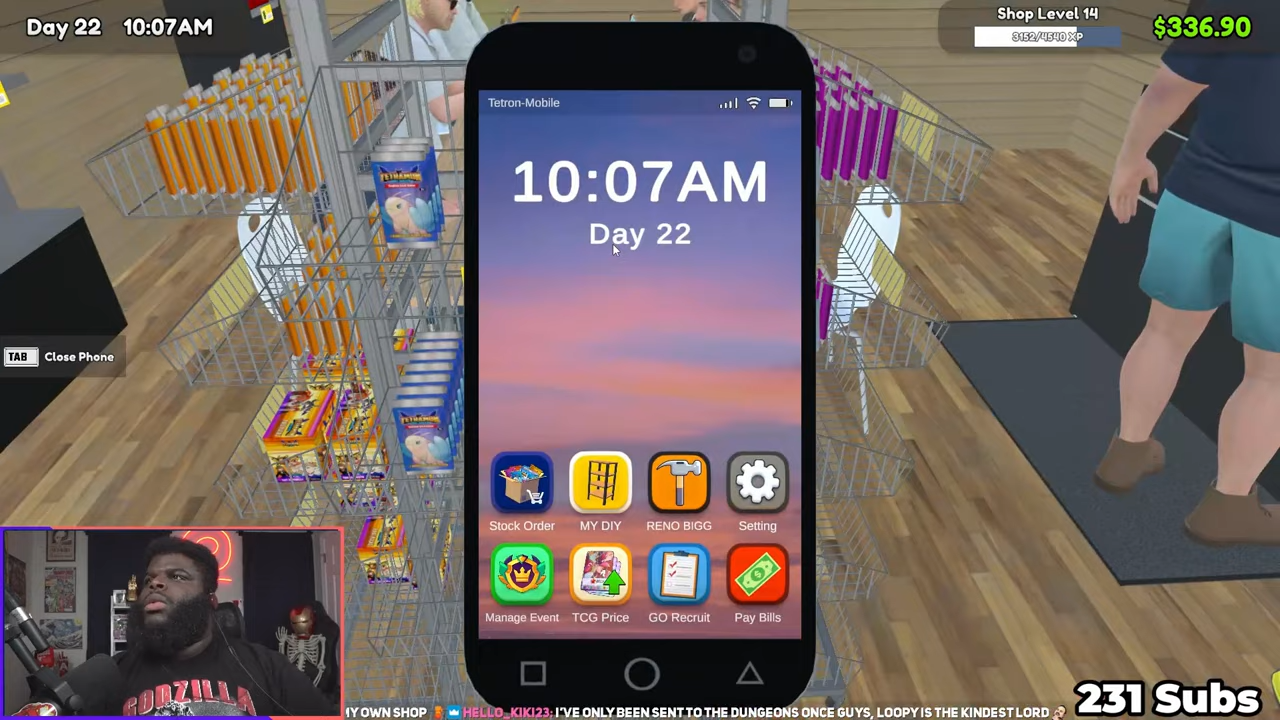 Day 22 10:07AM
Shop Level 14
3152/4540 XP
$336.90
Tetron-Mobile
10:07AM
Day 22
TETRAMON
TAB Close Phone
TETRAMON
Stock Order
MY DIY
RENO BIGG
Setting
Manage Event
TCG Price
GO Recruit
Pay Bills
GODZILLA
231 Subs
MY OWN SHOP HELLO_KIKI23: I'VE ONLY BEEN SENT TO THE DUNGEONS ONCE GUYS, LOOPY IS THE KINDEST LORD